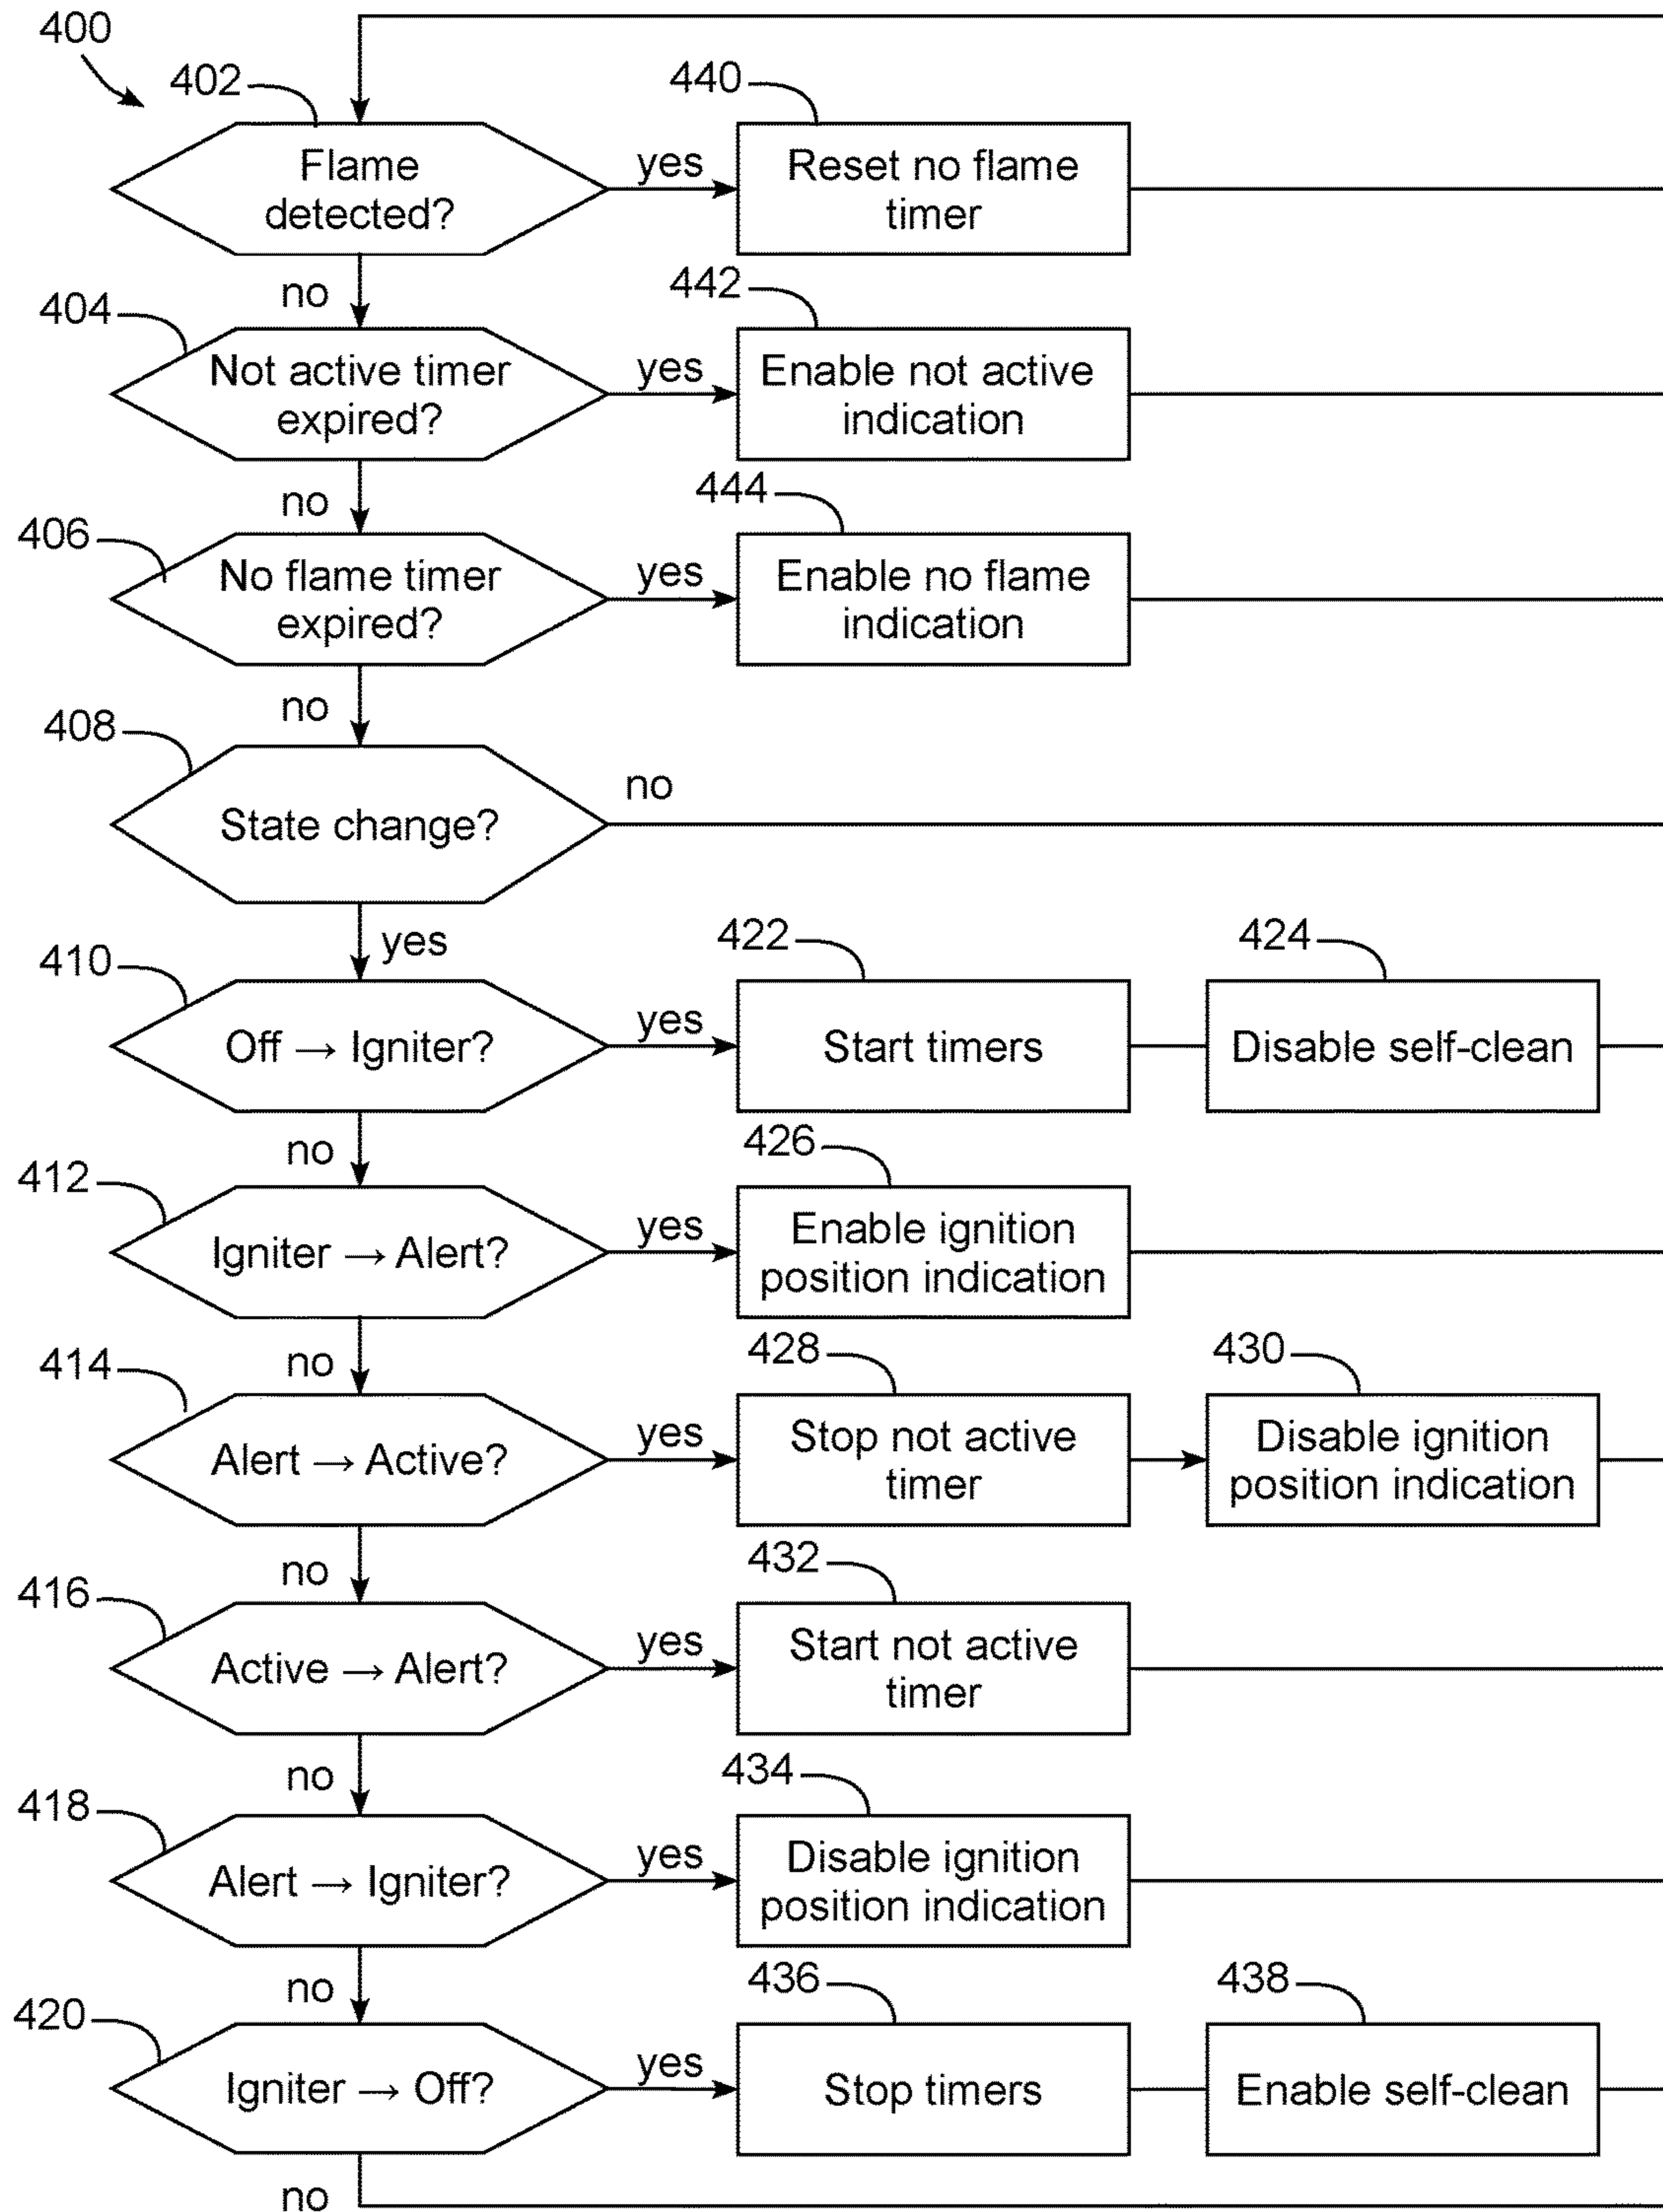 400
402
440
Flame
detected?
yes
Reset no flame
timer
no
404
442
Not active timer
expired?
yes
Enable not active
indication
no
406
444
No flame timer
expired?
yes
Enable no flame
indication
no
408
State change?
no
yes
410
422
424
Off → Igniter?
yes
Start timers
Disable self-clean
no
412
426
Igniter → Alert?
yes
Enable ignition
position indication
no
414
428
430
Alert → Active?
yes
Stop not active
timer
Disable ignition
position indication
no
416
432
Active → Alert?
yes
Start not active
timer
no
418
434
Alert → Igniter?
yes
Disable ignition
position indication
no
420
436
438
Igniter → Off?
yes
Stop timers
Enable self-clean
no